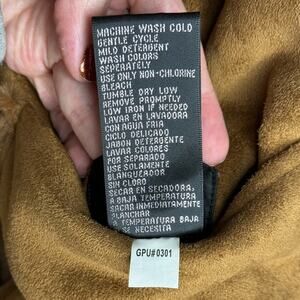 MACHINE WASH COLD
GENTLE CYCLE
MILD DETERGENT
WASH COLORS
SEPERATELY
USE ONLY NON-CHLORINE
BLEACH
TUMBLE DRY LOW
REMOVE PROMPTLY
LOW IRON IF NEEDED
LAVAR EN LAVADORA
CON AGUA FRIA
CICLO DELICADO
JABON DETERGENTE
LAVAR COLORES
POR SEPARADO
USE SOLAMENTE
BLANQUEADOR
SIN CLORO
SECAR EN SECADORA,
A BAJA TEMPERATURA
SACAR INMEDIATAMENTE
PLANCHAR
A TEMPERATURA BAJA
SE NECESITA
GPU#0301